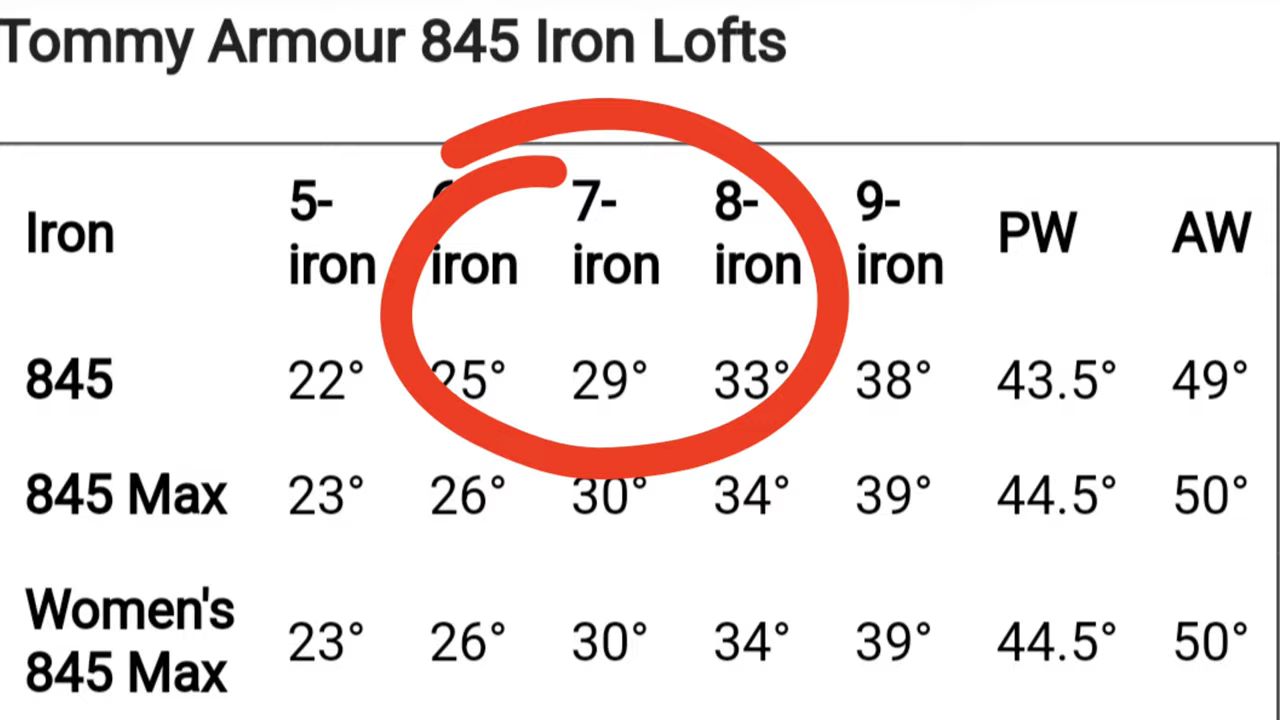 Tommy Armour 845 Iron Lofts
Iron 5-iron iron 7-iron 8-iron 9-iron PW AW
845 22° 25° 29° 33° 38° 43.5° 49°
845 Max 23° 26° 30° 34° 39° 44.5° 50°
Women's 845 Max 23° 26° 30° 34° 39° 44.5° 50°